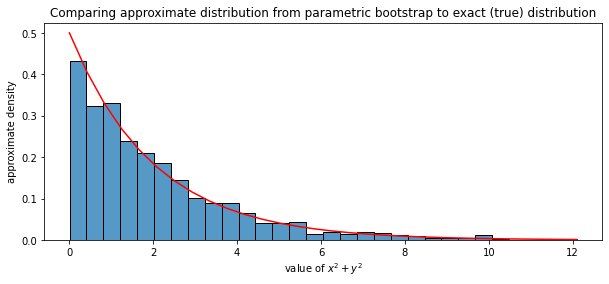 Comparing approximate distribution from parametric bootstrap to exact (true) distribution
0.5
0.4
0.3
0.2
0.1
0.0
approximate density
0 2 4 6 8 10 12
value of x² + y²